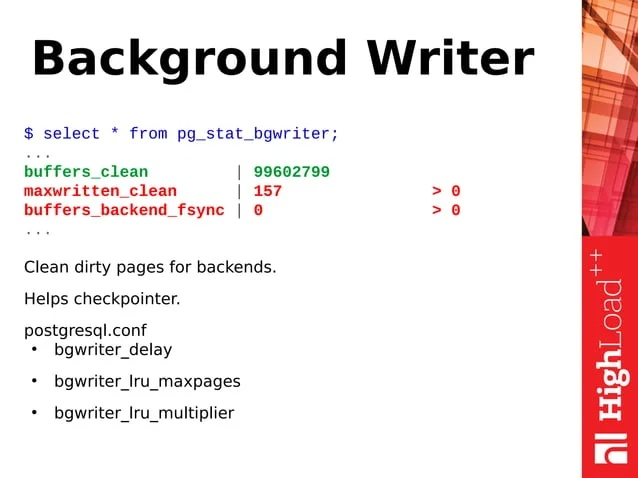 Background Writer
$ select * from pg_stat_bgwriter;
...
buffers_clean | 99602799
maxwritten_clean | 157 > 0
buffers_backend_fsync | 0 > 0
...
Clean dirty pages for backends.
Helps checkpointer.
postgresql.conf
• bgwriter_delay
• bgwriter_lru_maxpages
• bgwriter_lru_multiplier
HighLoad++